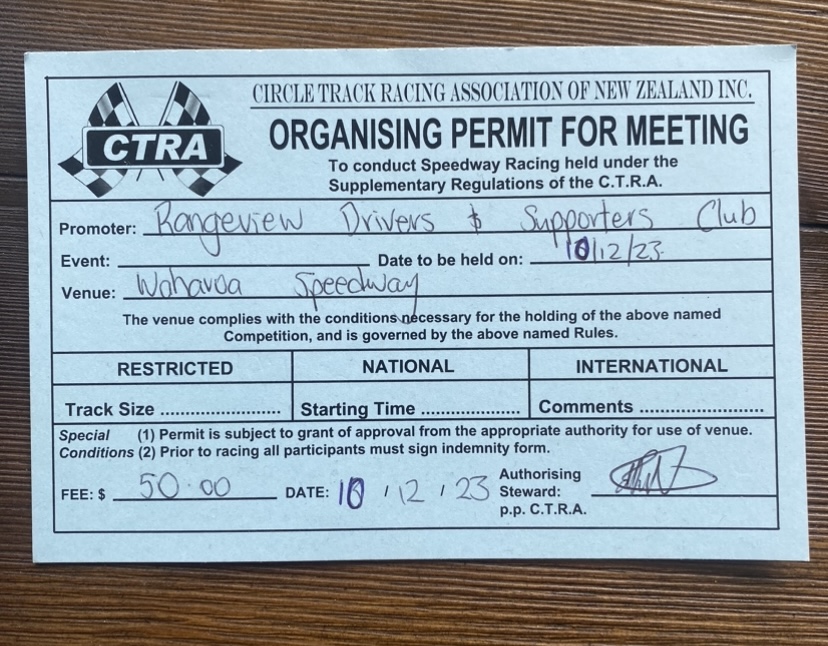 CTRA
CIRCLE TRACK RACING ASSOCIATION OF NEW ZEALAND INC.
ORGANISING PERMIT FOR MEETING
To conduct Speedway Racing held under the
Supplementary Regulations of the C.T.R.A.
Promoter: Rangeview Drivers & Supporters Club
Event: Date to be held on: 10/12/23
Venue: Waharoa Speedway
The venue complies with the conditions necessary for the holding of the above named
Competition, and is governed by the above named Rules.
RESTRICTED NATIONAL INTERNATIONAL
Track Size .......................... Starting Time ..................... Comments ..........................
Special (1) Permit is subject to grant of approval from the appropriate authority for use of venue.
Conditions (2) Prior to racing all participants must sign indemnity form.
FEE: $ 50.00 DATE: 10 / 12 / 23 Authorising
Steward:
p.p. C.T.R.A.